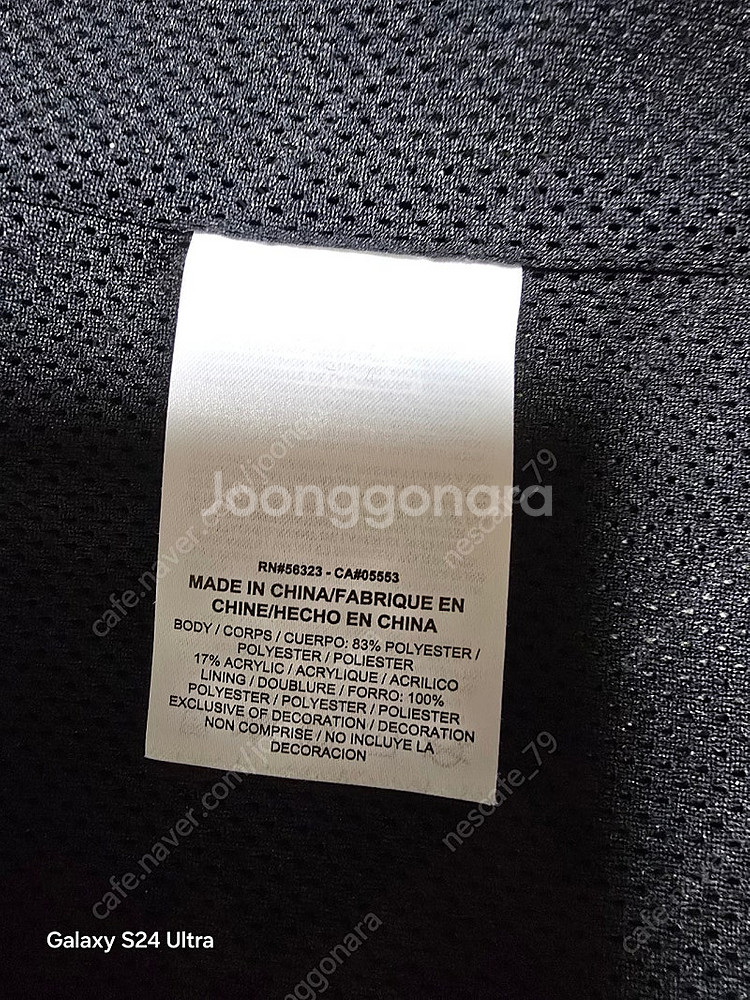 Joonggonara
RN#56323 - CA#05553
MADE IN CHINA/FABRIQUE EN
CHINE/HECHO EN CHINA
BODY / CORPS / CUERPO: 83% POLYESTER /
POLYESTER / POLIESTER
17% ACRYLIC / ACRYLIQUE / ACRILICO
LINING / DOUBLURE / FORRO: 100%
POLYESTER / POLYESTER / POLIESTER
EXCLUSIVE OF DECORATION / DECORATION
NON COMPRISE / NO INCLUYE LA
DECORACION
nescafe_79
cafe.naver.com/joonggonara
nescafe_79
cafe.naver.com/joonggonara
cafe.naver
Galaxy S24 Ultra